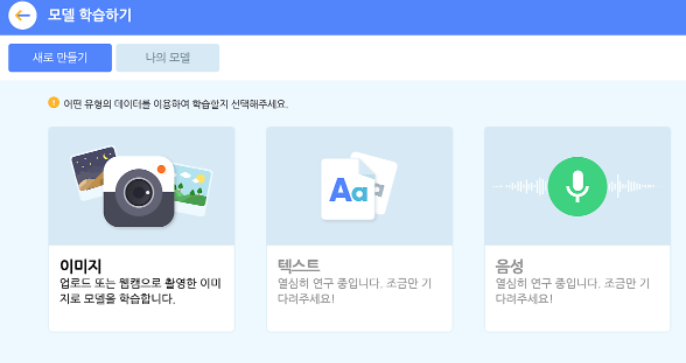 모델 학습하기
새로 만들기
나의 모델
어떤 유형의 데이터를 이용하여 학습할지 선택해주세요.
Aa
이미지
업로드 또는 웹캠으로 촬영한 이미
지로 모델을 학습합니다.
텍스트
열심히 연구 중입니다. 조금만 기
다려주세요!
음성
열심히 연구 중입니다. 조금만 기
다려주세요!